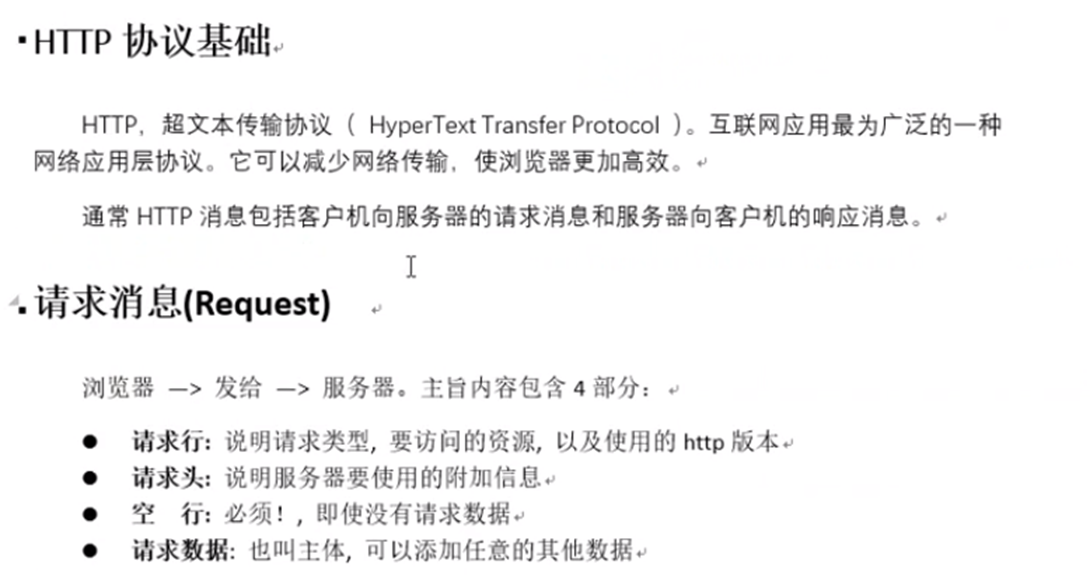 HTTP 协议基础
HTTP，超文本传输协议（ HyperText Transfer Protocol ）。互联网应用最为广泛的一种
网络应用层协议。它可以减少网络传输，使浏览器更加高效。
通常 HTTP 消息包括客户机向服务器的请求消息和服务器向客户机的响应消息。
请求消息(Request)
浏览器 —> 发给 —> 服务器。主旨内容包含 4 部分：
● 请求行: 说明请求类型, 要访问的资源, 以及使用的 http 版本
● 请求头: 说明服务器要使用的附加信息
● 空 行: 必须！, 即使没有请求数据
● 请求数据: 也叫主体, 可以添加任意的其他数据